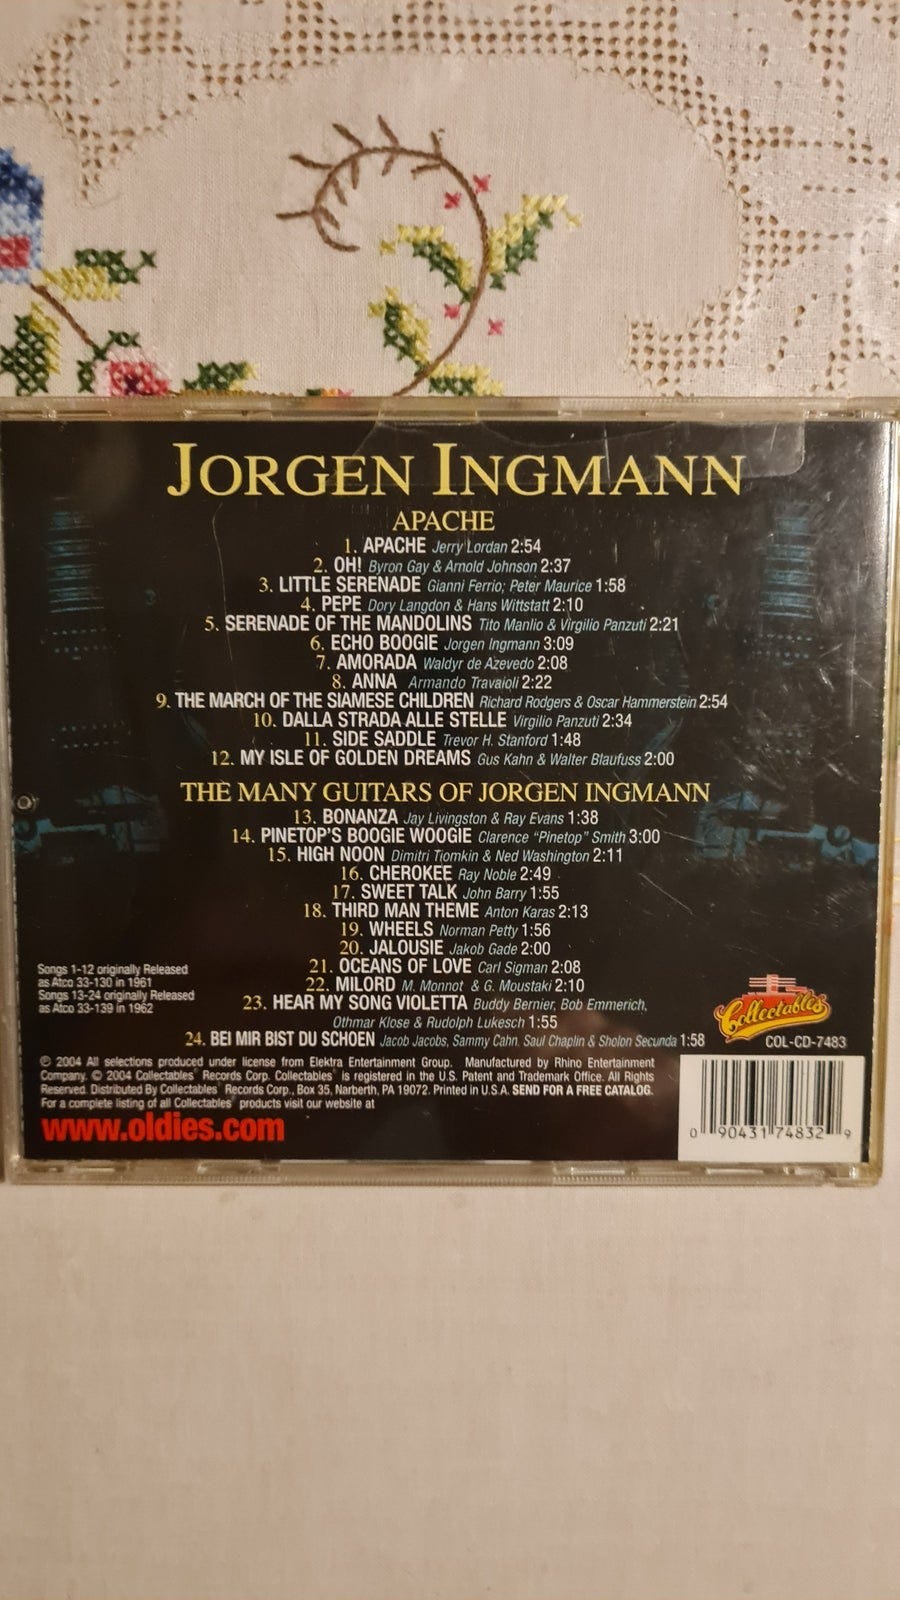 JORGEN INGMANN
APACHE
1. APACHE Jerry Lordan 2:54
2. OH! Byron Gay & Arnold Johnson 2:37
3. LITTLE SERENADE Gianni Ferrio; Peter Maurice 1:58
4. PEPE Dory Langdon & Hans Wittstatt 2:10
5. SERENADE OF THE MANDOLINS Tito Manlio & Virgilio Panzuti 2:21
6. ECHO BOOGIE Jorgen Ingmann 3:09
7. AMORADA Waldyr de Azevedo 2:08
8. ANNA Armando Travaioli 2:22
9. THE MARCH OF THE SIAMESE CHILDREN Richard Rodgers & Oscar Hammerstein 2:54
10. DALLA STRADA ALLE STELLE Virgilio Panzuti 2:34
11. SIDE SADDLE Trevor H. Stanford 1:48
12. MY ISLE OF GOLDEN DREAMS Gus Kahn & Walter Blaufuss 2:00
THE MANY GUITARS OF JORGEN INGMANN
13. BONANZA Jay Livingston & Ray Evans 1:38
14. PINETOP'S BOOGIE WOOGIE Clarence "Pinetop" Smith 3:00
15. HIGH NOON Dimitri Tiomkin & Ned Washington 2:11
16. CHEROKEE Ray Noble 2:49
17. SWEET TALK John Barry 1:55
18. THIRD MAN THEME Anton Karas 2:13
19. WHEELS Norman Petty 1:56
20. JALOUSIE Jakob Gade 2:00
21. OCEANS OF LOVE Carl Sigman 2:08
22. MILORD M. Monnot & G. Moustaki 2:10
23. HEAR MY SONG VIOLETTA Buddy Bernier, Bob Emmerich,
Othmar Klose & Rudolph Lukesch 1:55
24. BEI MIR BIST DU SCHOEN Jacob Jacobs, Sammy Cahn, Saul Chaplin & Sholon Secunda 1:58
Songs 1-12 originally Released
as Atco 33-130 in 1961
Songs 13-24 originally Released
as Atco 33-139 in 1962
Collectables
COL-CD-7483
℗ 2004 All selections produced under license from Elektra Entertainment Group. Manufactured by Rhino Entertainment
Company. © 2004 Collectables® Records Corp. Collectables® is registered in the U.S. Patent and Trademark Office. All Rights
Reserved. Distributed By Collectables® Records Corp., Box 35, Narberth, PA 19072. Printed in U.S.A. SEND FOR A FREE CATALOG.
For a complete listing of all Collectables® products visit our website at
www.oldies.com
0 90431 74832 9